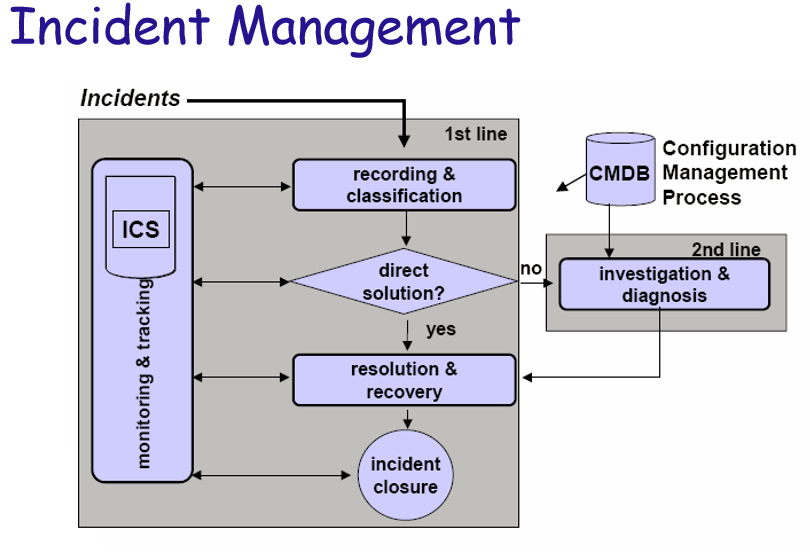 Incident Management
Incidents
1st line
recording &
classification
CMDB
Configuration
Management
Process
ICS
monitoring & tracking
direct
solution?
no
2nd line
investigation &
diagnosis
yes
resolution &
recovery
incident
closure